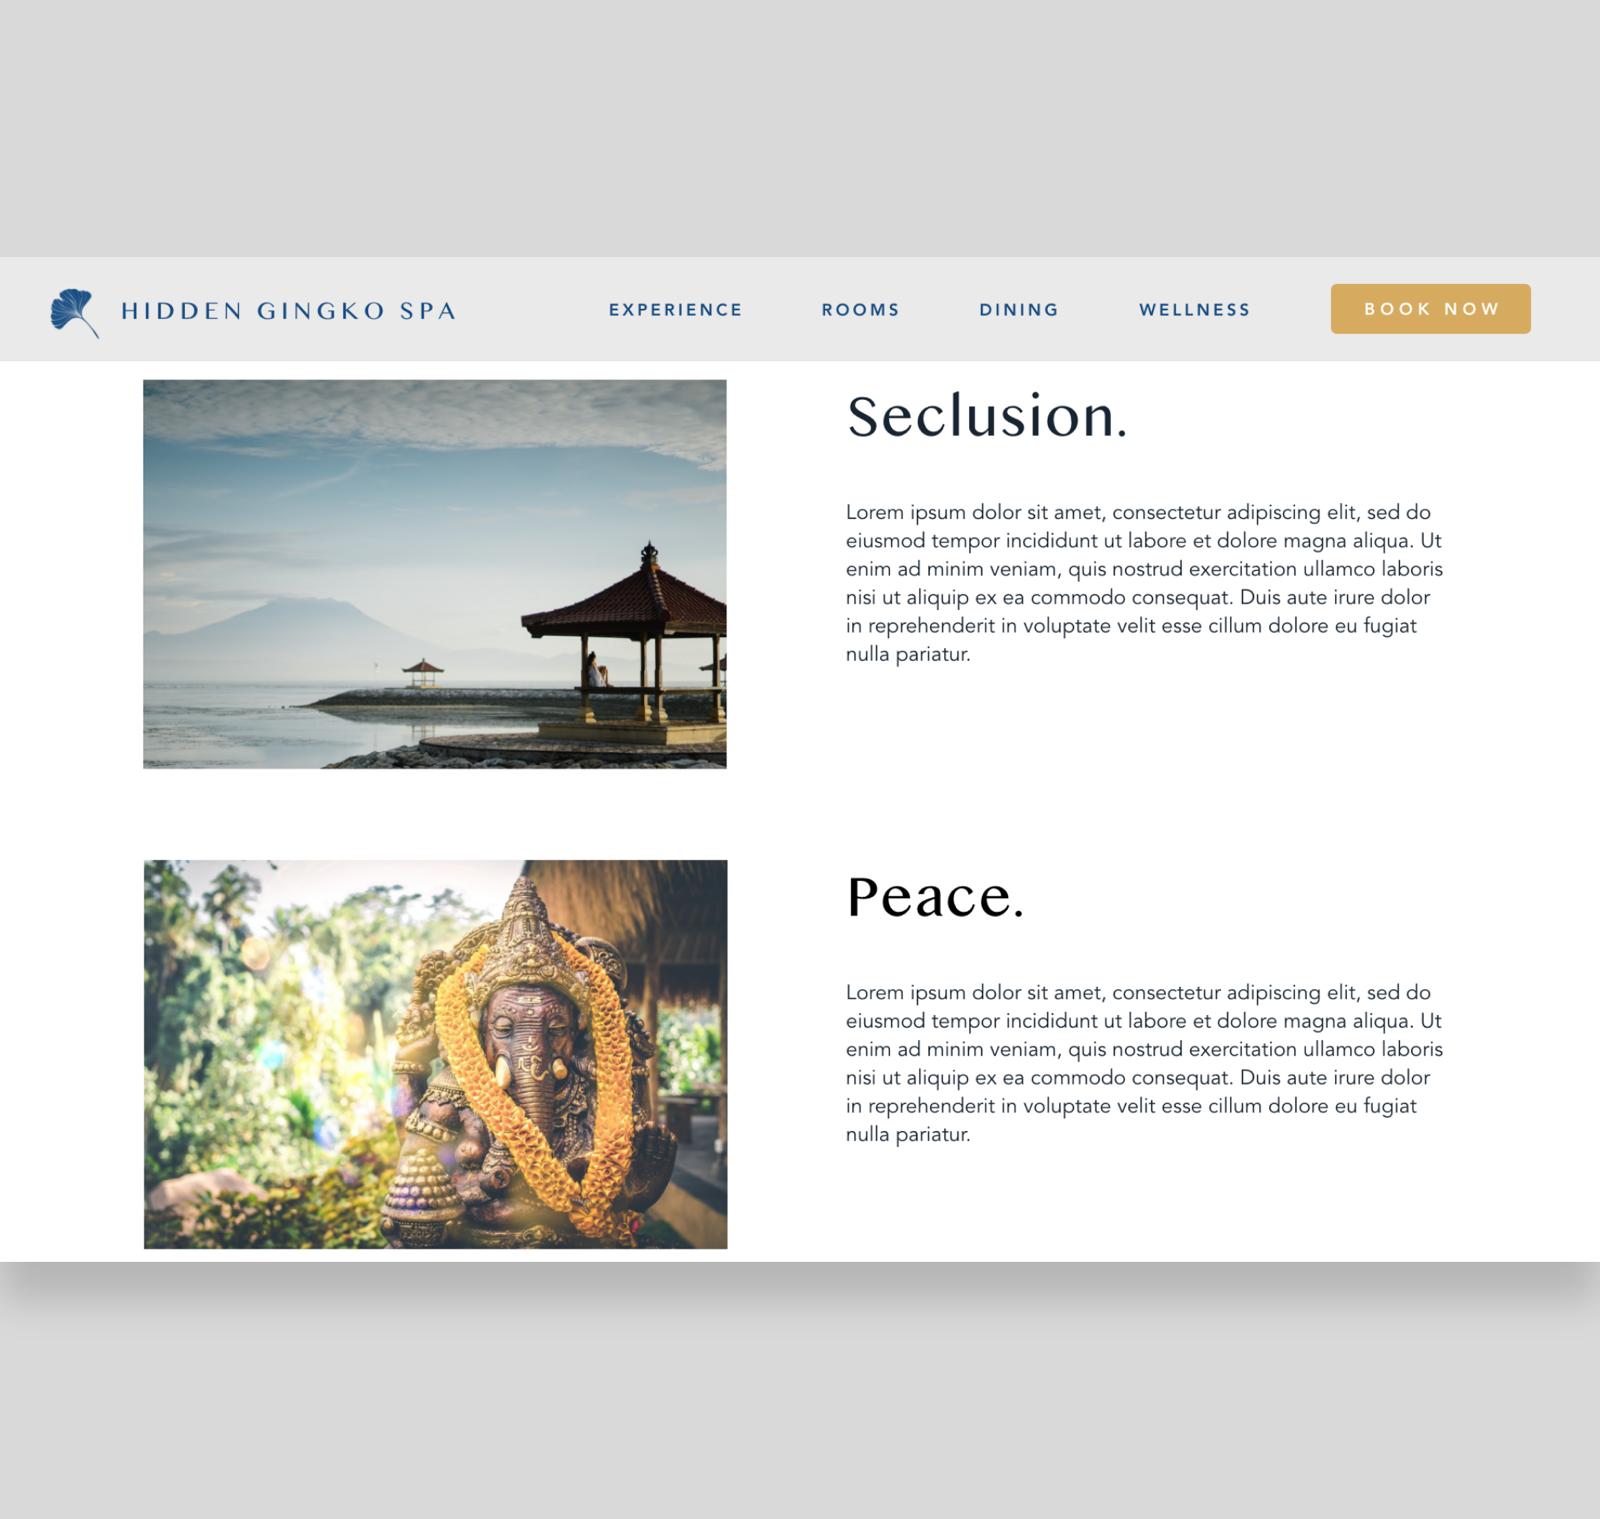 HIDDEN GINGKO SPA
EXPERIENCE
ROOMS
DINING
WELLNESS
BOOK NOW
Seclusion.
Lorem ipsum dolor sit amet, consectetur adipiscing elit, sed do
eiusmod tempor incididunt ut labore et dolore magna aliqua. Ut
enim ad minim veniam, quis nostrud exercitation ullamco laboris
nisi ut aliquip ex ea commodo consequat. Duis aute irure dolor
in reprehenderit in voluptate velit esse cillum dolore eu fugiat
nulla pariatur.
Peace.
Lorem ipsum dolor sit amet, consectetur adipiscing elit, sed do
eiusmod tempor incididunt ut labore et dolore magna aliqua. Ut
enim ad minim veniam, quis nostrud exercitation ullamco laboris
nisi ut aliquip ex ea commodo consequat. Duis aute irure dolor
in reprehenderit in voluptate velit esse cillum dolore eu fugiat
nulla pariatur.